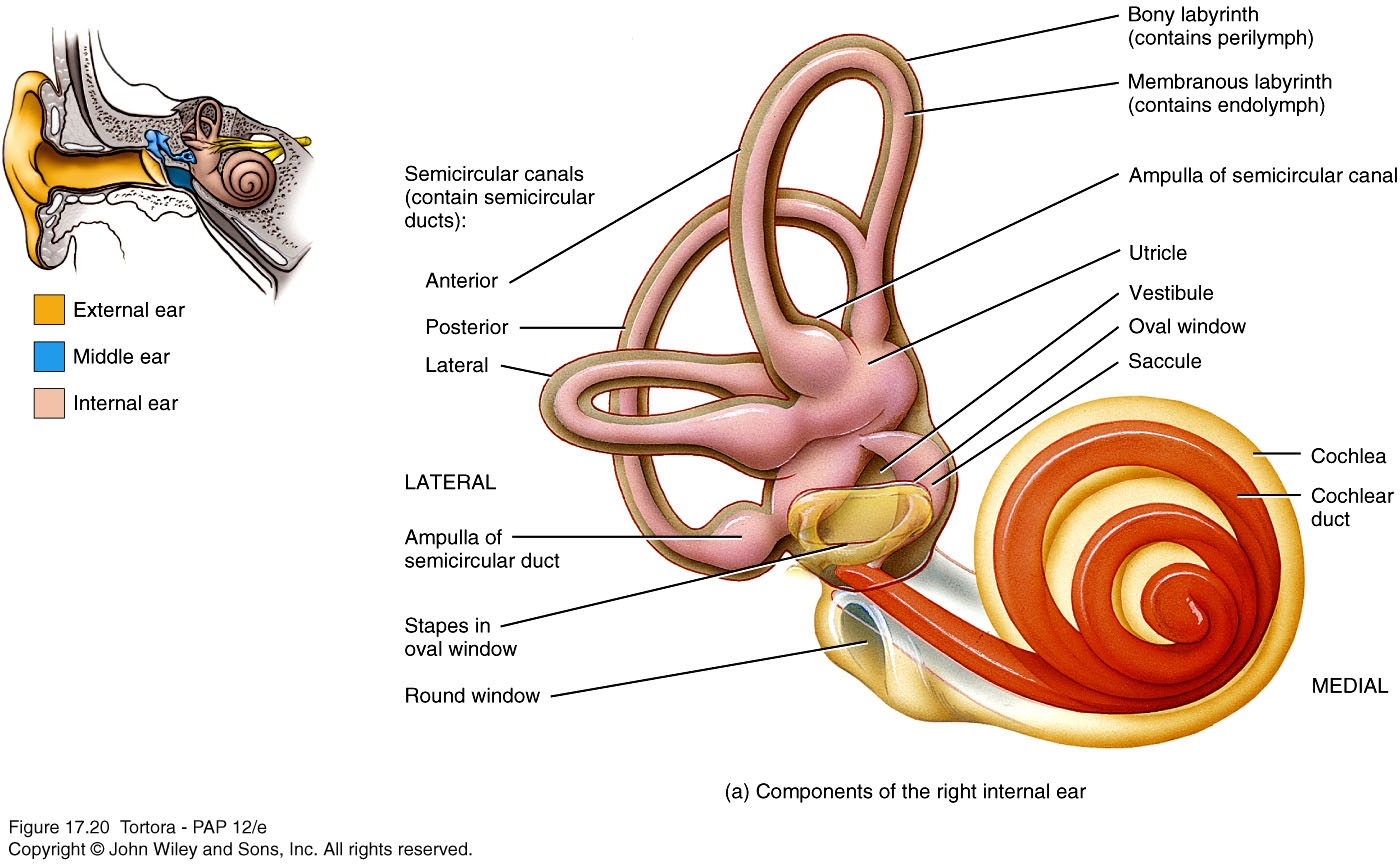 Bony labyrinth
(contains perilymph)
Membranous labyrinth
(contains endolymph)
Semicircular canals
(contain semicircular
ducts):
Ampulla of semicircular canal
Anterior
Utricle
Vestibule
Posterior
Oval window
Lateral
Saccule
External ear
Middle ear
Internal ear
Cochlea
LATERAL
Cochlear
duct
Ampulla of
semicircular duct
Stapes in
oval window
Round window
MEDIAL
(a) Components of the right internal ear
Figure 17.20 Tortora - PAP 12/e
Copyright © John Wiley and Sons, Inc. All rights reserved.